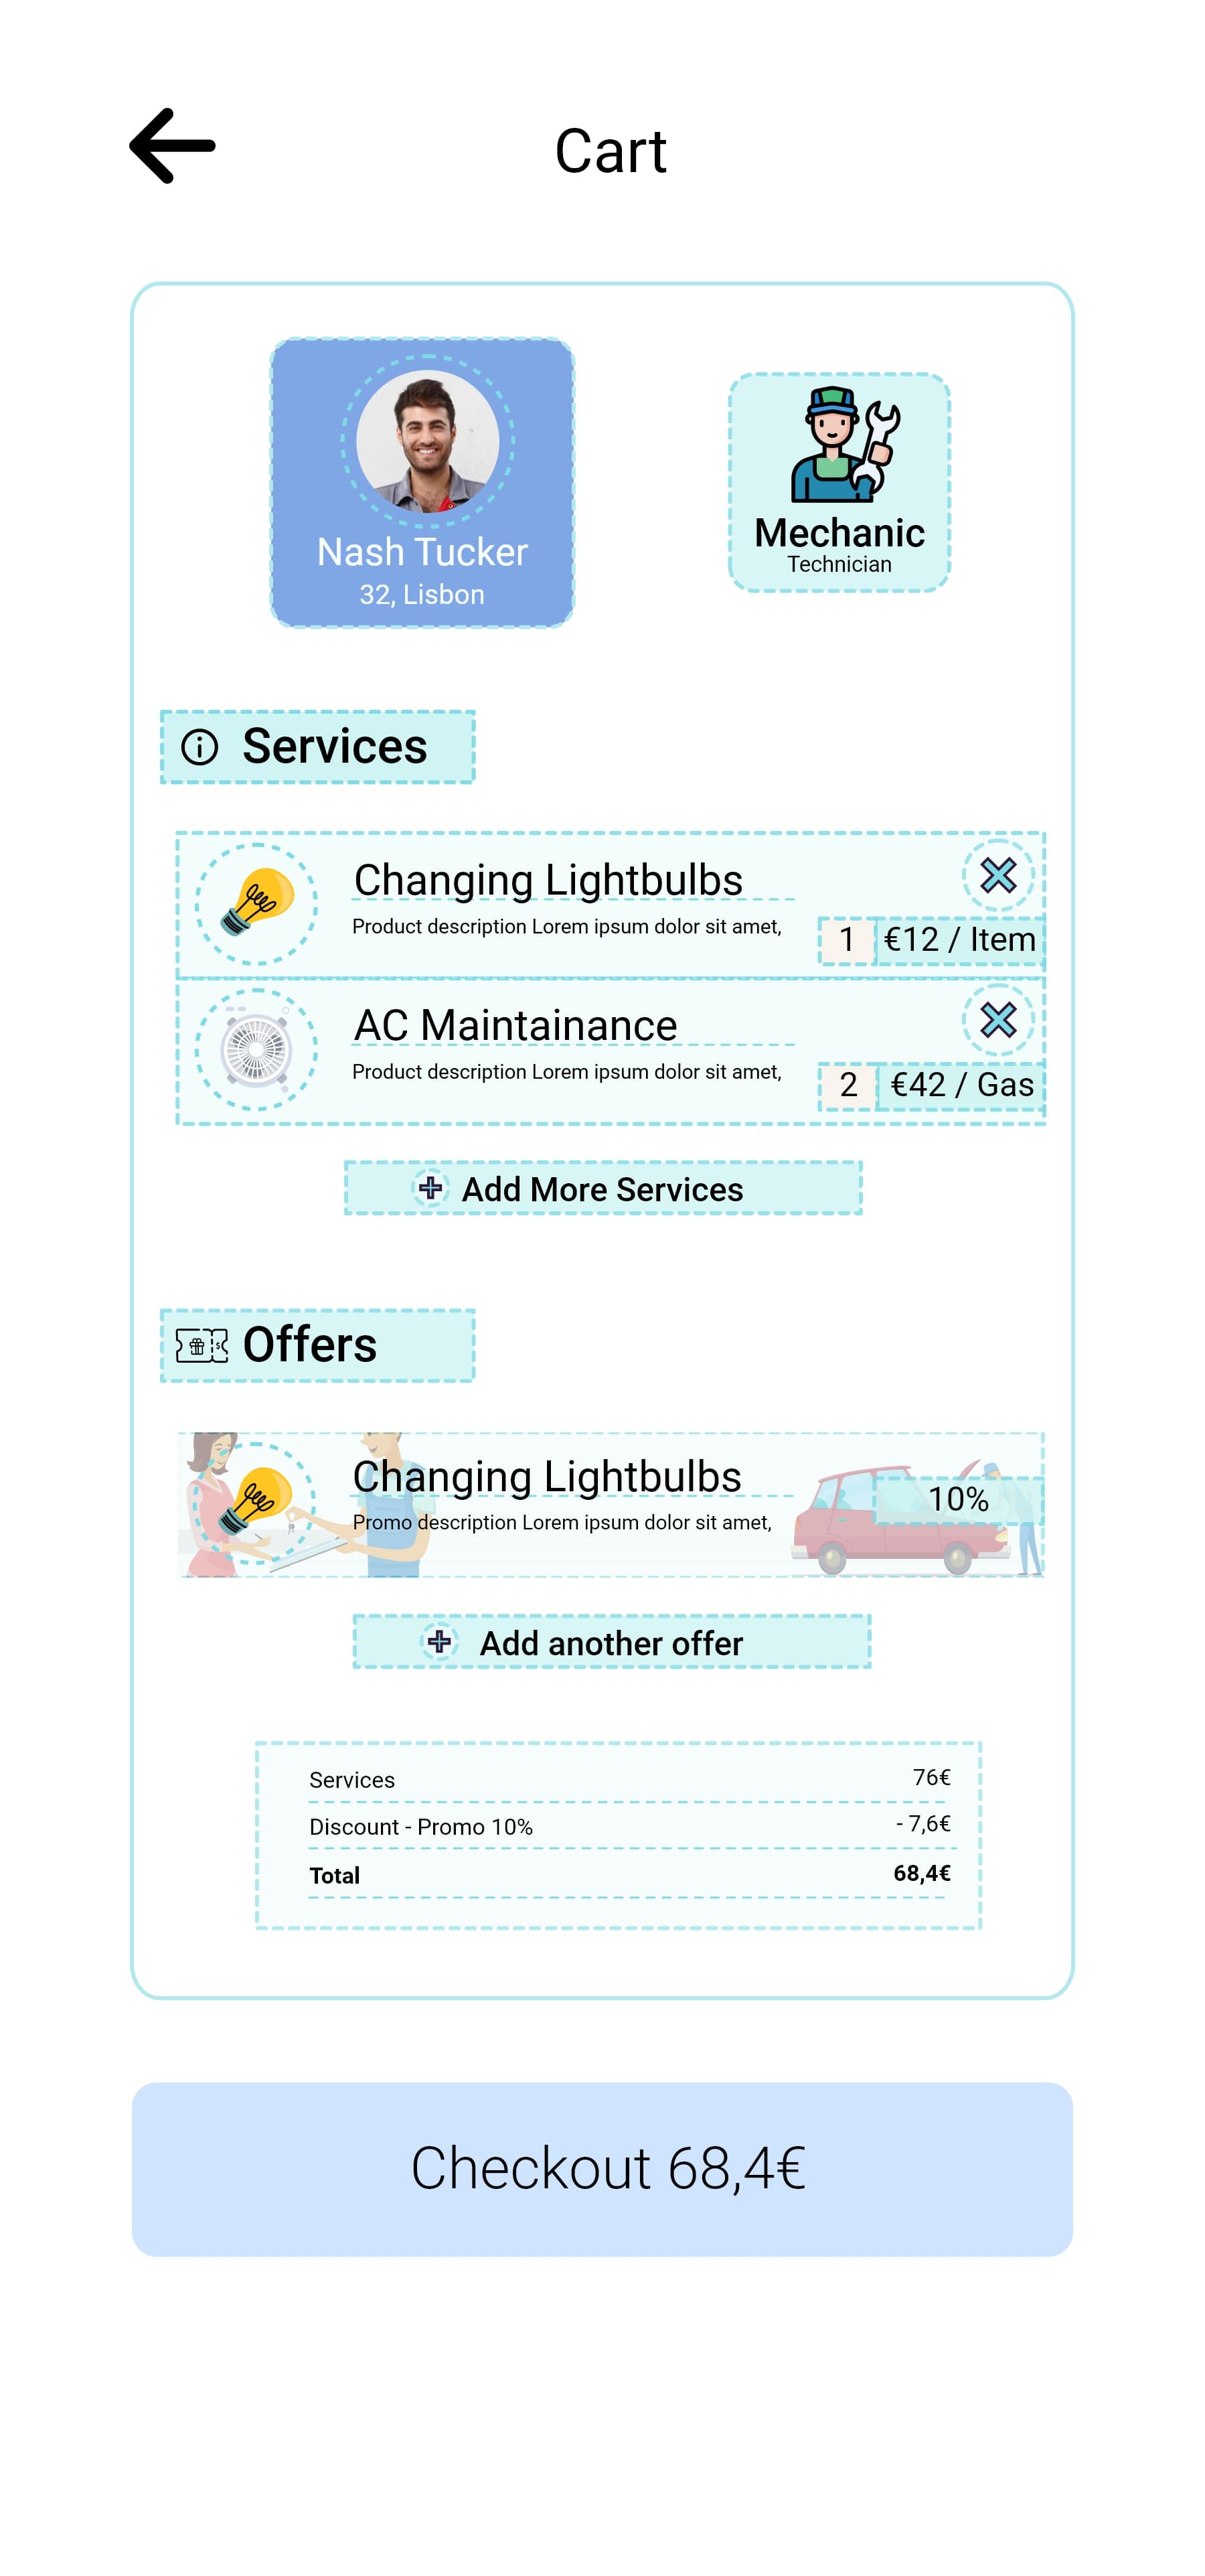 Cart
Nash Tucker
32, Lisbon
Mechanic
Technician
Services
Changing Lightbulbs
Product description Lorem ipsum dolor sit amet,
1 €12 / Item
AC Maintainance
Product description Lorem ipsum dolor sit amet,
2 €42 / Gas
Add More Services
Offers
Changing Lightbulbs
Promo description Lorem ipsum dolor sit amet,
10%
Add another offer
Services 76€
Discount - Promo 10% - 7,6€
Total 68,4€
Checkout 68,4€